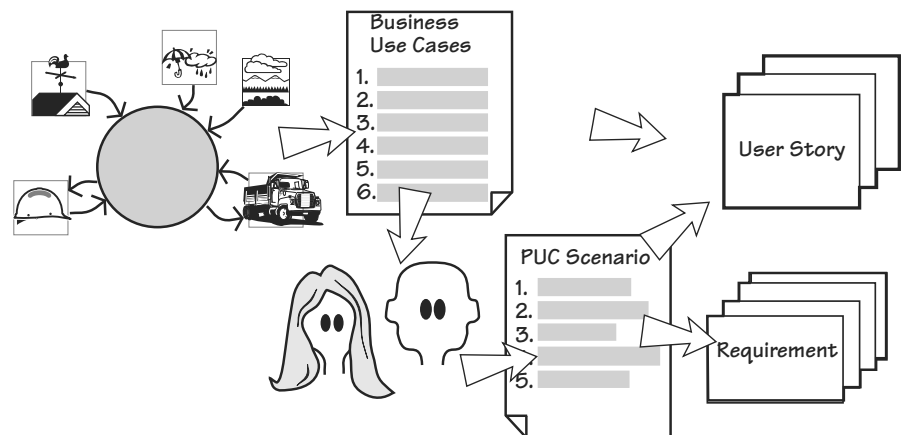 Business
Use Cases
1.
2.
3.
4.
5.
6.
User Story
PUC Scenario
1.
2.
3.
5.
Requirement